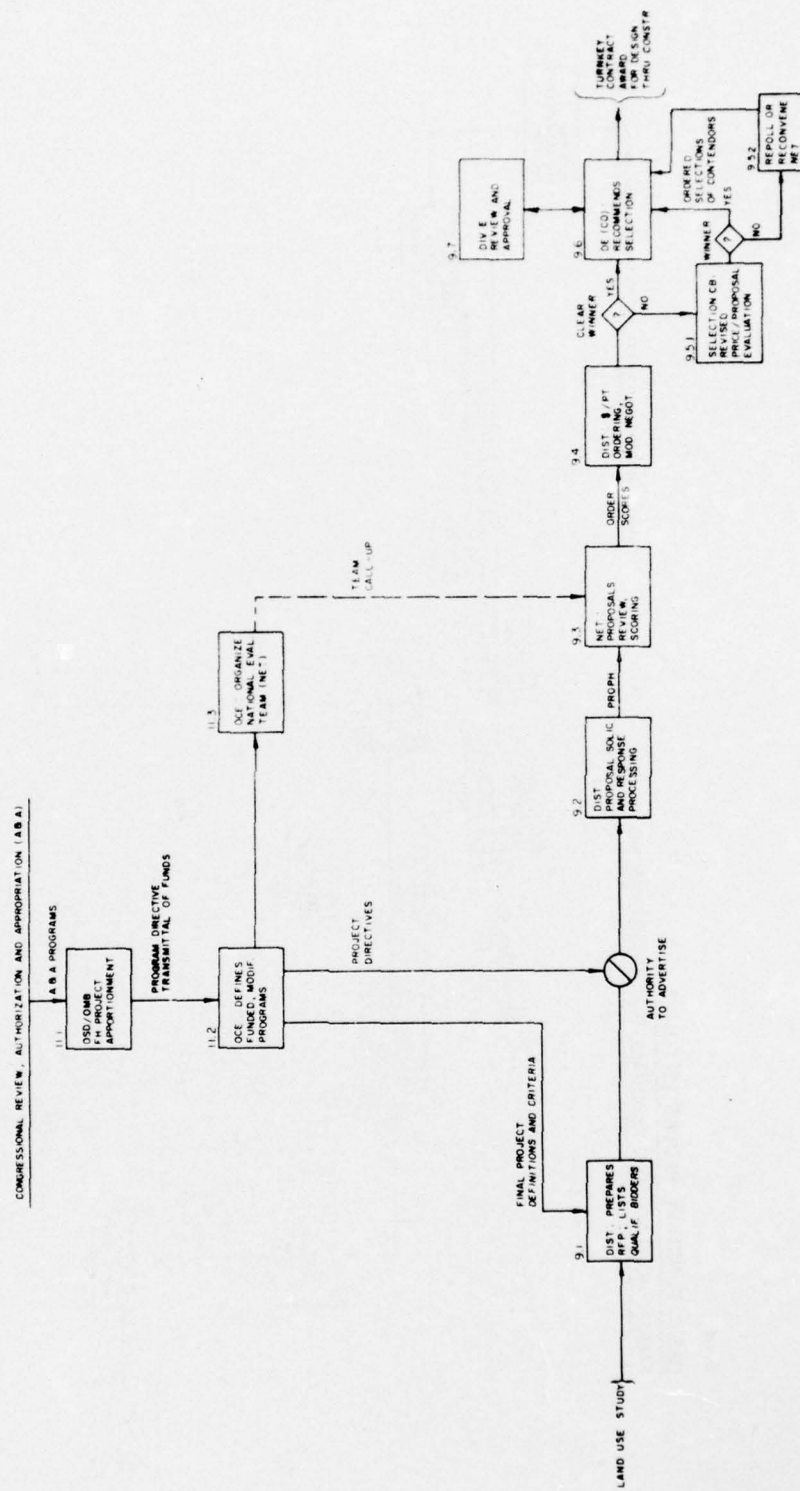 CONGRESSIONAL REVIEW, AUTHORIZATION AND APPROPRIATION (A&A)
A&A PROGRAMS
11.1
OSD/OMB
FH PROJECT
APPORTIONMENT
PROGRAM DIRECTIVE
TRANSMITTAL OF FUNDS
11.2
OCE DEFINES
FUNDED, MODIF.
PROGRAMS
11.3
OCE ORGANIZE
NATIONAL EVAL
TEAM (NET)
TEAM
CALL-UP
PROJECT
DIRECTIVES
FINAL PROJECT
DEFINITIONS AND CRITERIA
LAND USE STUDY
9.1
DIST. PREPARES
RFP, LISTS
QUALIF BIDDERS
AUTHORITY
TO ADVERTISE
9.2
DIST
PROPOSAL SOLIC
AND RESPONSE
PROCESSING
PROPH
9.3
NET
PROPOSALS
REVIEW,
SCORING
ORDER
SCORES
9.4
DIST $/PT
ORDERING,
MOD. NEGOT.
CLEAR
WINNER
?
YES
NO
9.5.1
SELECTION CB.
REVISED
PRICE/PROPOSAL
EVALUATION
WINNER
?
YES
NO
9.5.2
REPOLL OR
RECONVENE
NET
ORDERED
SELECTIONS
OF CONTENDORS
9.6
DE (CO)
RECOMMENDS
SELECTION
9.7
DIV E
REVIEW AND
APPROVAL
TURNKEY
CONTRACT
AWARD
FOR DESIGN
THRU CONSTR